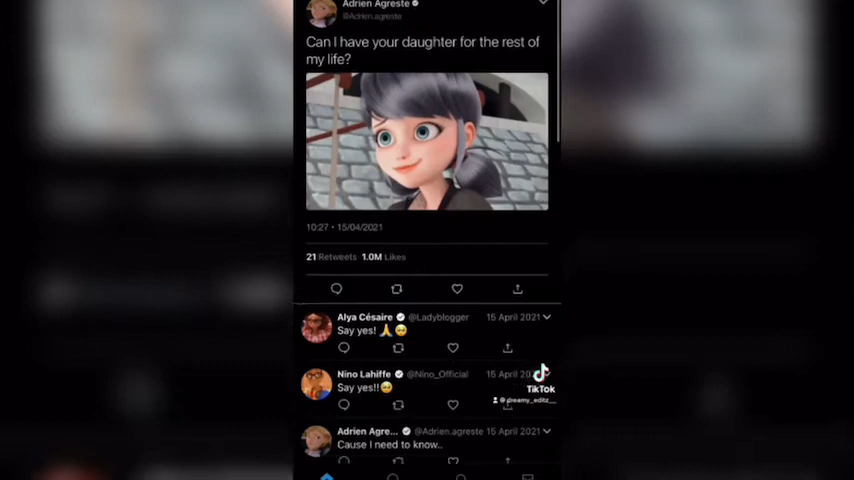 Adrien Agreste
@Adrien.agreste
Can I have your daughter for the rest of
my life?
10:27 • 15/04/2021
21 Retweets 1.0M Likes
Alya Césaire @Ladyblogger 15 April 2021
Say yes! 🙏🥺
Nino Lahiffe @Nino_Official 15 April 20
Say yes!!🥺
TikTok
@dreamy_editz__
Adrien Agre... @Adrien.agreste 15 April 2021
Cause I need to know..